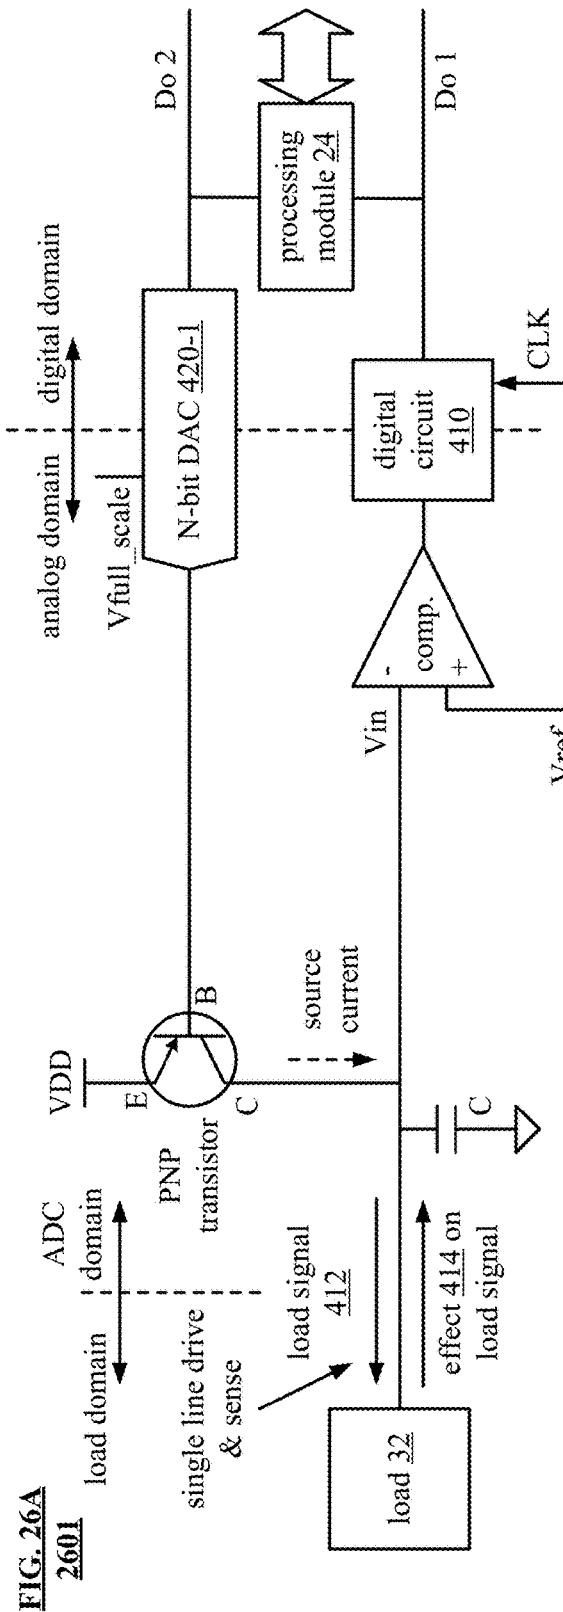 FIG. 26A
2601
load domain
ADC
domain
analog domain
digital domain
VDD
E
B
C
PNP
transistor
Vfull_scale
N-bit DAC 420-1
Do 2
single line drive
& sense
source
current
processing
module 24
load signal
412
load 32
effect 414 on
load signal
C
Vin
-
+
comp.
Vref
digital
circuit
410
CLK
Do 1